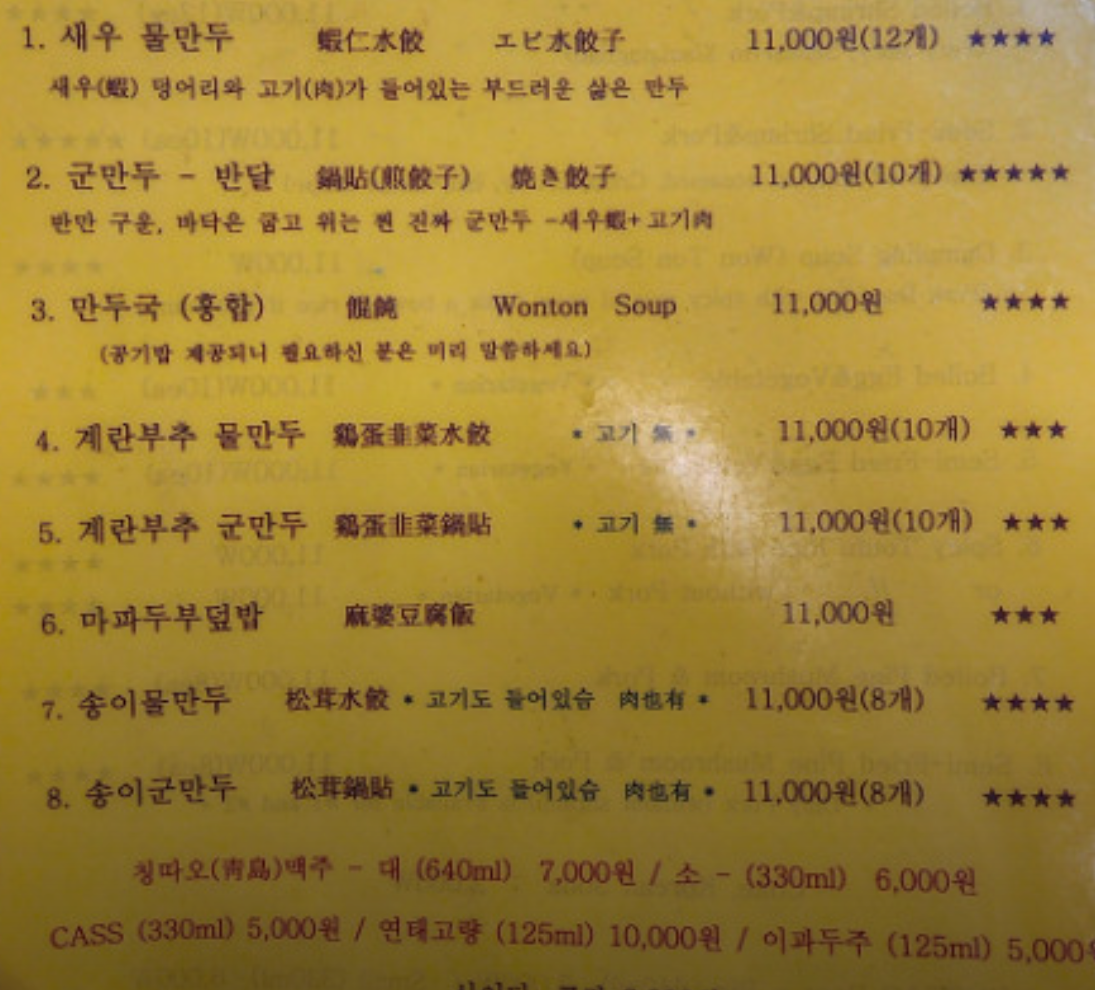 1. 새우 물만두 蝦仁水餃 エビ水餃子 11,000원(12개) ★★★★
새우(蝦) 덩어리와 고기(肉)가 들어있는 부드러운 삶은 만두
2. 군만두 - 반달 鍋貼(煎餃子) 焼き餃子 11,000원(10개) ★★★★★
반만 구운, 바닥은 굽고 위는 찐 진짜 군만두 -새우蝦+고기肉
3. 만두국 (홍합) 餛飩 Wonton Soup 11,000원 ★★★★
(공기밥 제공되니 필요하신 분은 미리 말씀하세요)
4. 계란부추 물만두 鷄蛋韭菜水餃 * 고기 無 * 11,000원(10개) ★★★
5. 계란부추 군만두 鷄蛋韭菜鍋貼 * 고기 無 * 11,000원(10개) ★★★
6. 마파두부덮밥 麻婆豆腐飯 11,000원 ★★★
7. 송이물만두 松茸水餃 * 고기도 들어있슴 肉也有 * 11,000원(8개) ★★★★
8. 송이군만두 松茸鍋貼 * 고기도 들어있슴 肉也有 * 11,000원(8개) ★★★★
칭따오(靑島)맥주 - 대 (640ml) 7,000원 / 소 - (330ml) 6,000원
CASS (330ml) 5,000원 / 연태고량 (125ml) 10,000원 / 이과두주 (125ml) 5,000